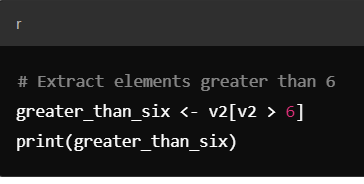 r
# Extract elements greater than 6
greater_than_six <- v2[v2 > 6]
print(greater_than_six)